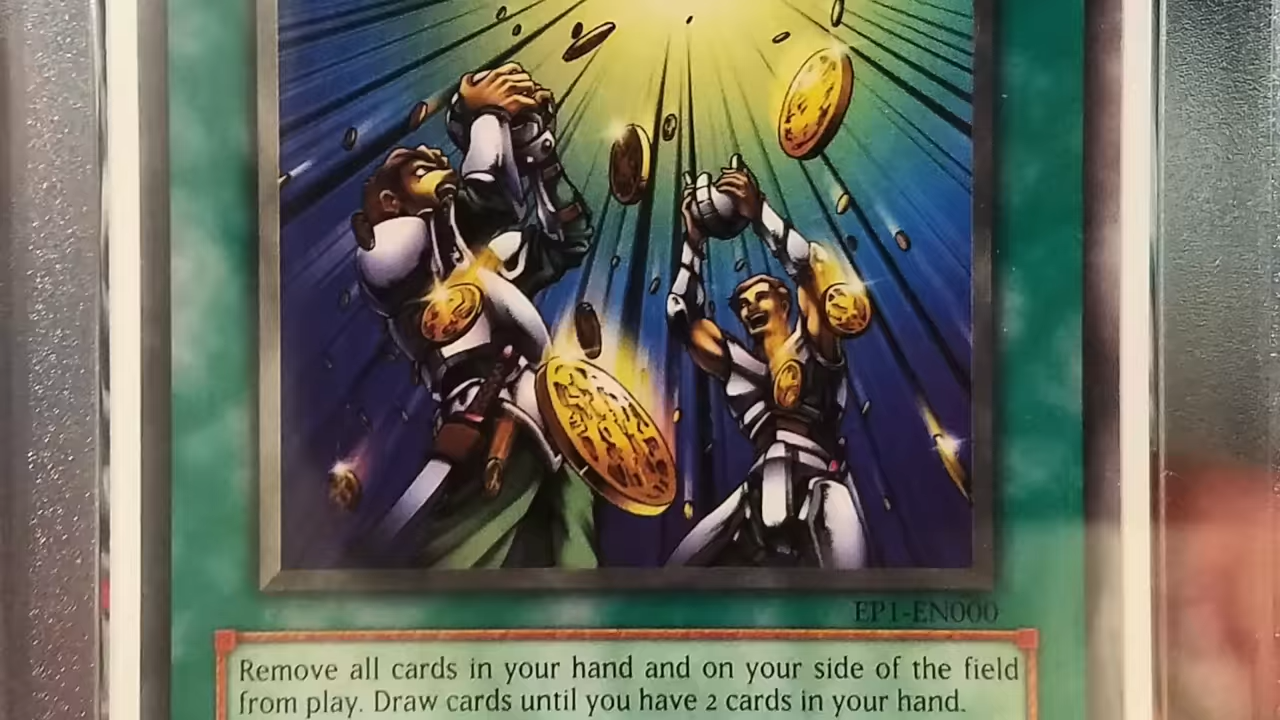 EP1-EN000
Remove all cards in your hand and on your side of the field
from play. Draw cards until you have 2 cards in your hand.